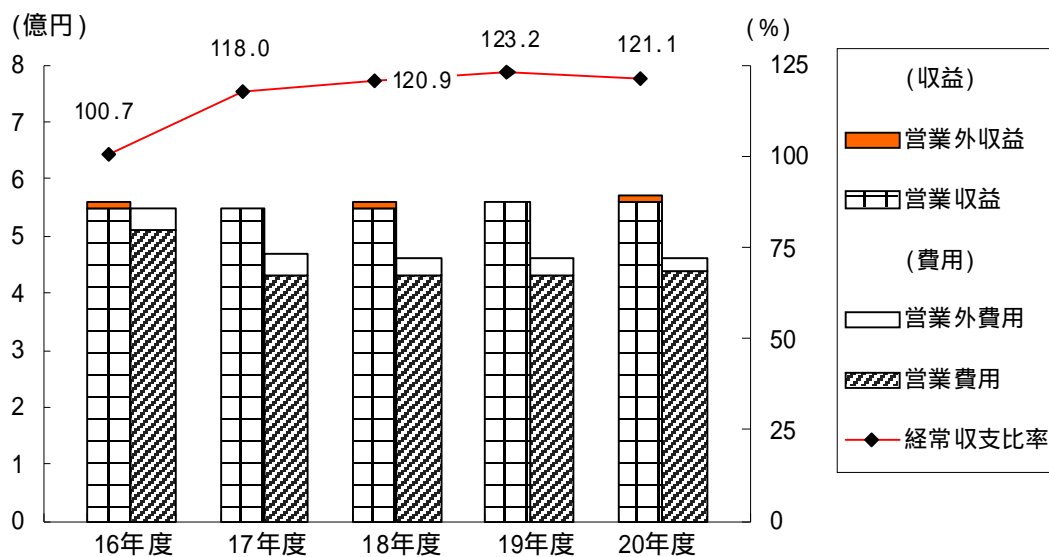 (億円)
(%)
8
7
6
5
4
3
2
1
0
100.7
118.0
120.9
123.2
121.1
125
100
75
50
25
0
16年度
17年度
18年度
19年度
20年度
(収益)
営業外収益
営業収益
(費用)
営業外費用
営業費用
経常収支比率